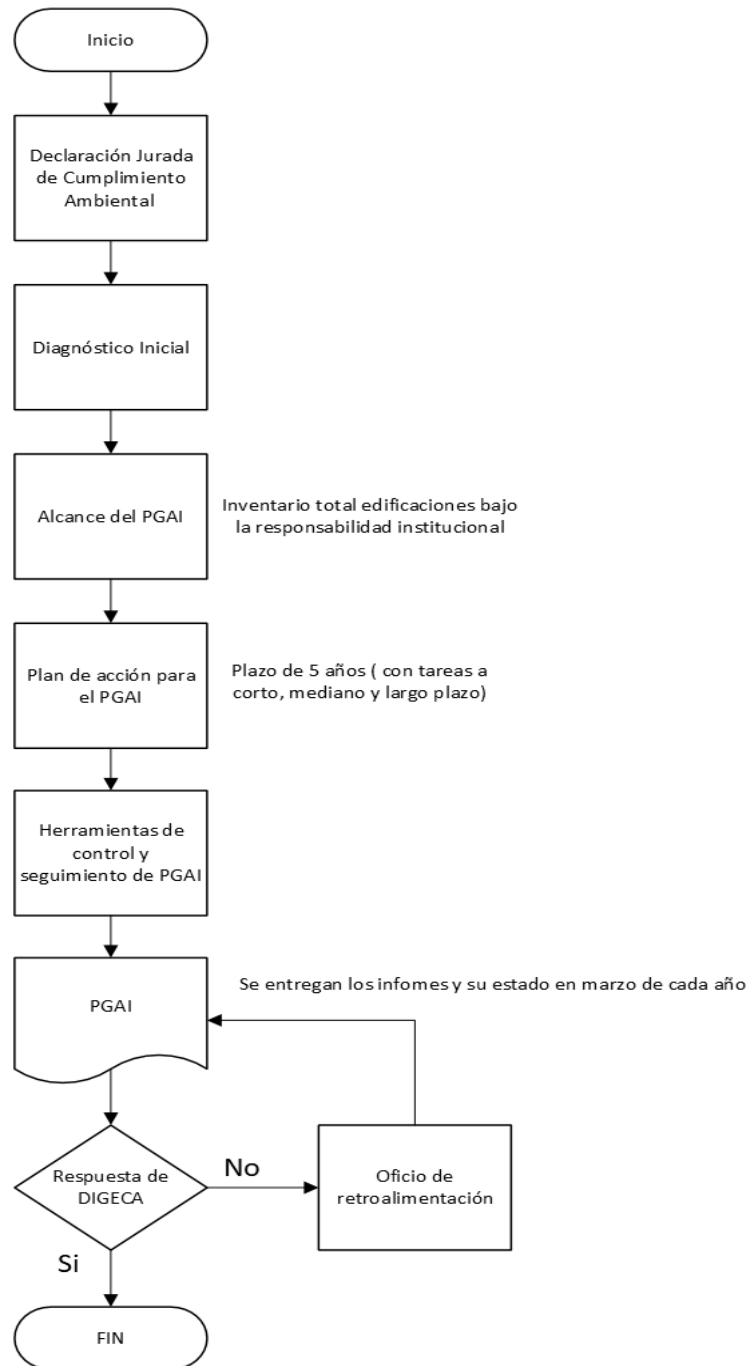 Inicio
Declaración Jurada
de Cumplimiento
Ambiental
Diagnóstico Inicial
Alcance del PGAI
Inventario total edificaciones bajo
la responsabilidad institucional
Plan de acción para
el PGAI
Plazo de 5 años ( con tareas a
corto, mediano y largo plazo)
Herramientas de
control y
seguimiento de PGAI
PGAI
Se entregan los infomes y su estado en marzo de cada año
Respuesta de
DIGECA
No
Oficio de
retroalimentación
Si
FIN